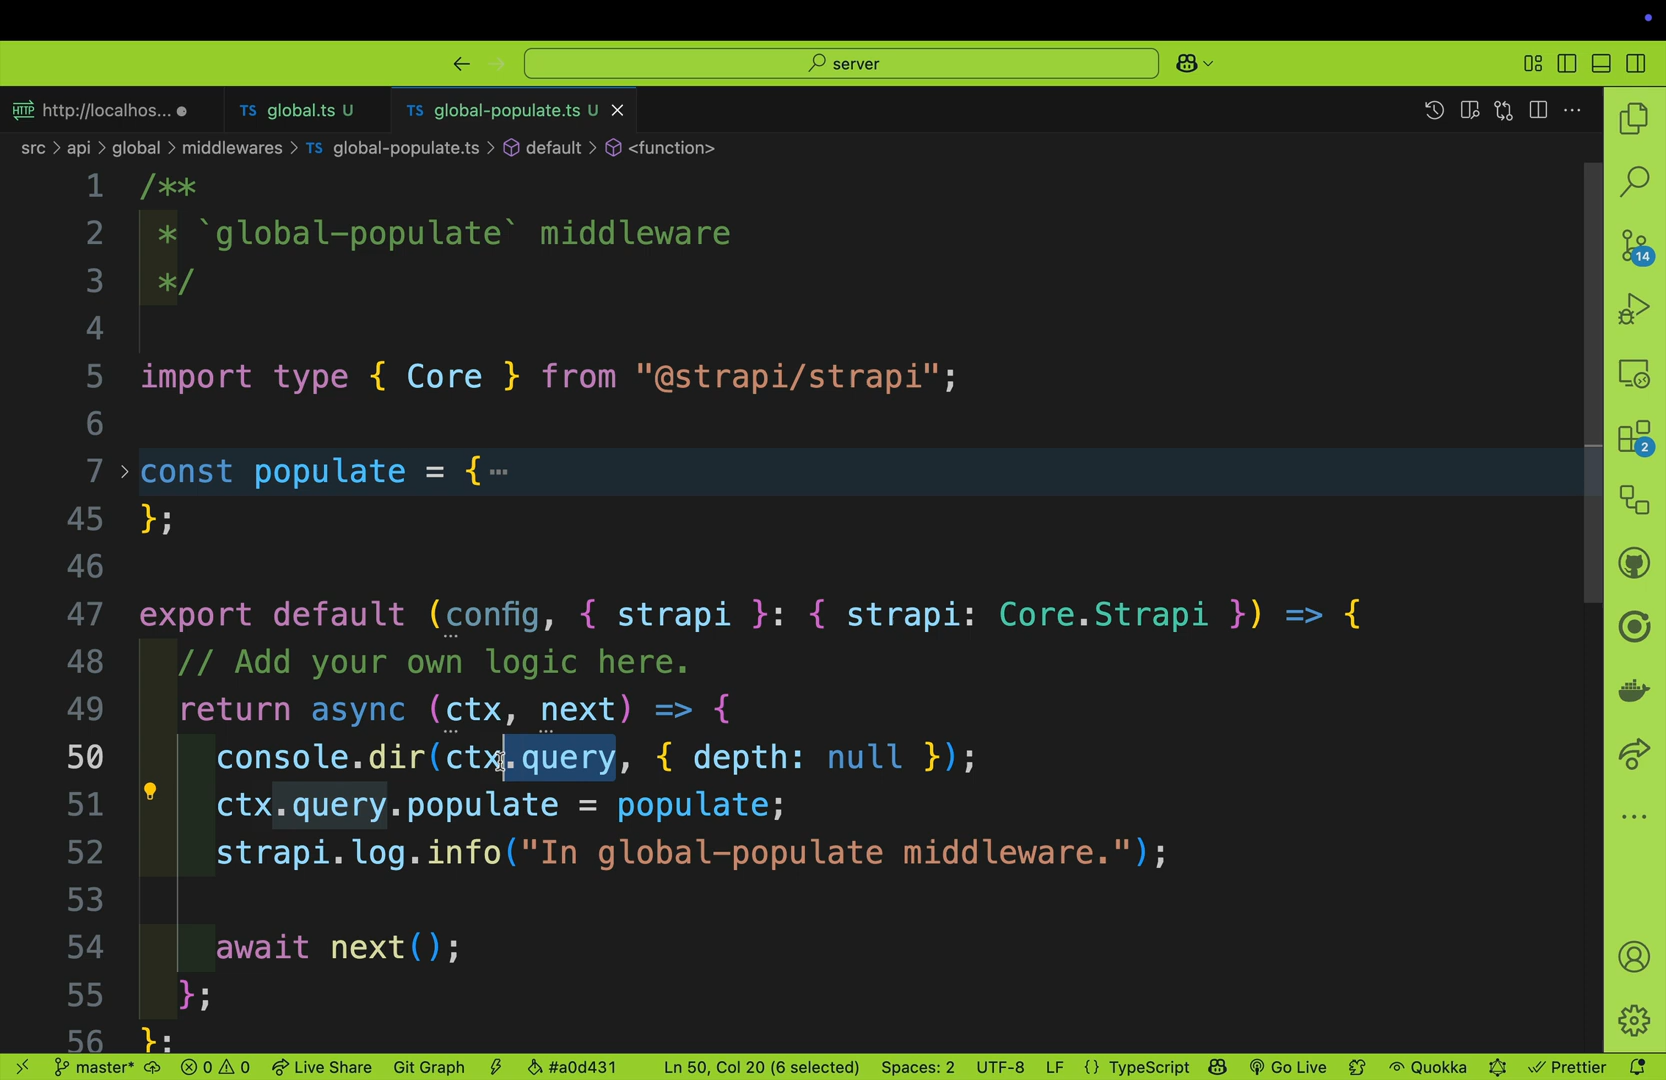 server
HTTP http://localhos... ●
TS global.ts U
TS global-populate.ts U
src > api > global > middlewares > TS global-populate.ts > default > <function>
1 /**
2 * `global-populate` middleware
3 */
4
5 import type { Core } from "@strapi/strapi";
6
7 const populate = { ⋯
45 };
46
47 export default (config, { strapi }: { strapi: Core.Strapi }) => {
48 // Add your own logic here.
49 return async (ctx, next) => {
50 console.dir(ctx.query, { depth: null });
51 ctx.query.populate = populate;
52 strapi.log.info("In global-populate middleware.");
53
54 await next();
55 };
56 };
14
2
master* 0 0 Live Share Git Graph #a0d431 Ln 50, Col 20 (6 selected) Spaces: 2 UTF-8 LF {} TypeScript Go Live Quokka Prettier